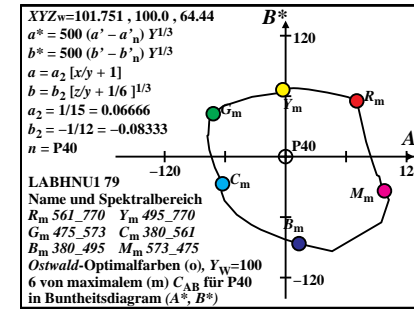 XYZw=101.751, 100.0, 64.44
a* = 500 (a' – a'n) Y1/3
b* = 500 (b' – b'n) Y1/3
a = a2 [x/y + 1]
b = b2 [z/y + 1/6 ]1/3
a2 = 1/15 = 0.06666
b2 = –1/12 = –0.08333
n = P40
LABHNU1 79
Name und Spektralbereich
Rm 561_770 Ym 495_770
Gm 475_573 Cm 380_561
Bm 380_495 Mm 573_475
Ostwald-Optimalfarben (o), YW=100
6 von maximalem (m) CAB für P40
in Buntheitsdiagram (A*, B*)
B*
120
Rm
Ym
Gm
P40
A
–120
12
Cm
Mm
Bm
–120